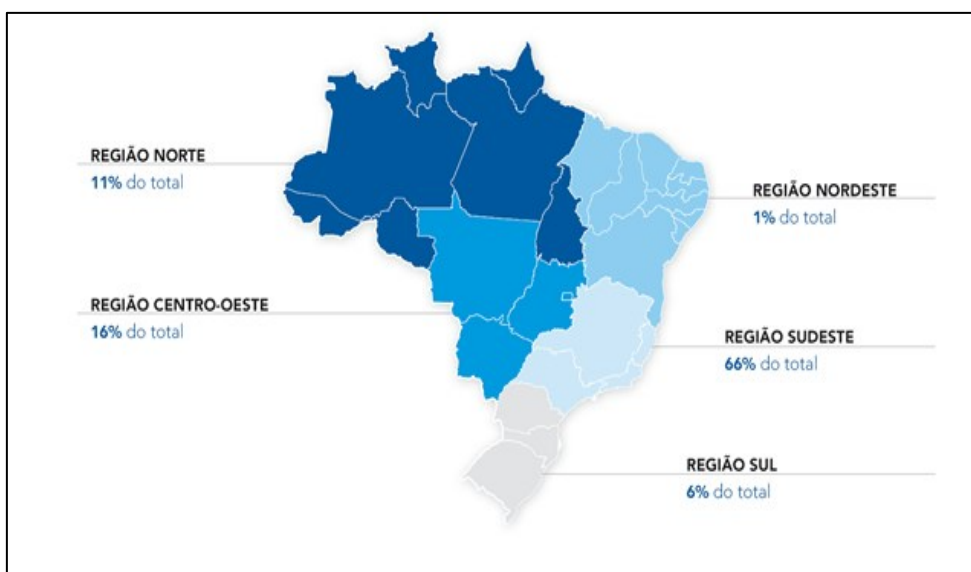 REGIÃO NORTE
11% do total
REGIÃO NORDESTE
1% do total
REGIÃO CENTRO-OESTE
16% do total
REGIÃO SUDESTE
66% do total
REGIÃO SUL
6% do total